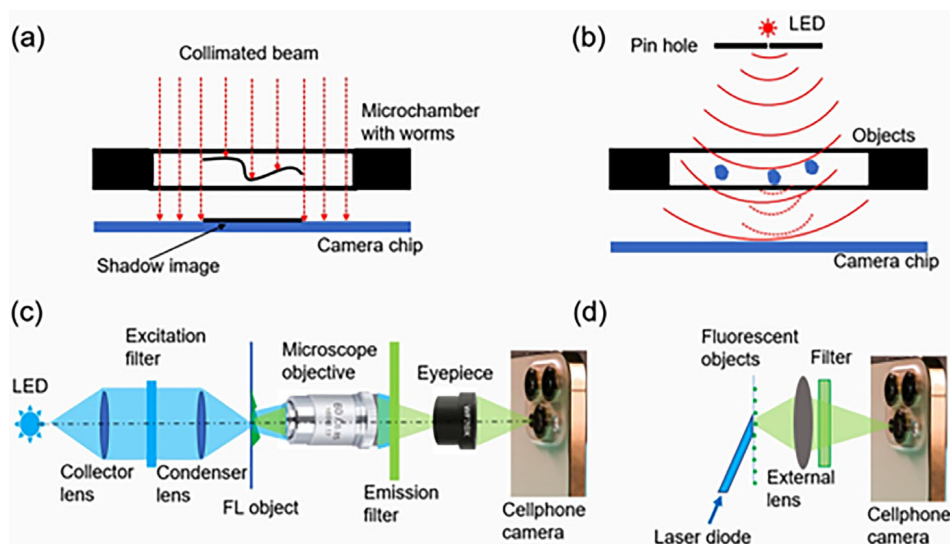 (a)
Collimated beam
Microchamber
with worms
Camera chip
Shadow image
(b)
LED
Pin hole
Objects
Camera chip
(c)
LED
Excitation
filter
Microscope
objective
Eyepiece
Collector
lens
Condenser
lens
FL object
Emission
filter
Cellphone
camera
(d)
Fluorescent
objects
Filter
External
lens
Laser diode
Cellphone
camera